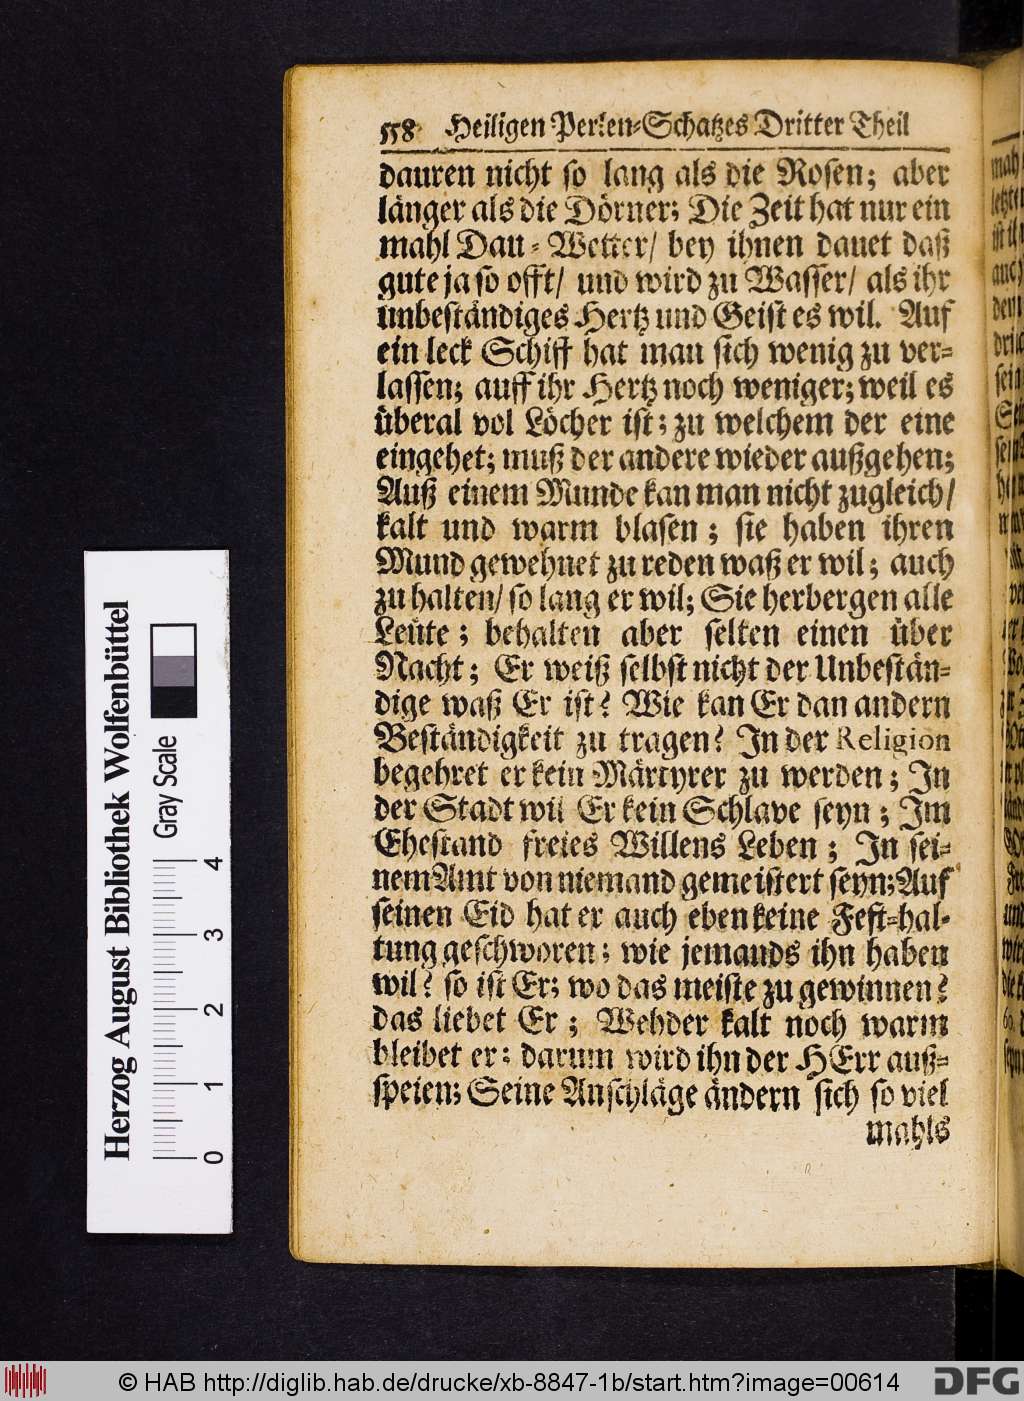 558 Heiligen Perlen-Schatzes Dritter Theil
dauren nicht so lang als die Rosen; aber
länger als die Dörner; Die Zeit hat nur ein
mahl Dau-Wetter/ bey ihnen dauet daß
gute ja so offt/ und wird zu Wasser/ als ihr
unbeständiges Hertz und Geist es wil. Auf
ein leck Schiff hat man sich wenig zu ver-
lassen; auff ihr Hertz noch weniger; weil es
überal vol Löcher ist; zu welchem der eine
eingehet; muß der andere wieder außgehen;
Auß einem Munde kan man nicht zugleich/
kalt und warm blasen; sie haben ihren
Mund gewehnet zu reden waß er wil; auch
zu halten/ so lang er wil; Sie herbergen alle
Leüte; behalten aber selten einen über
Nacht; Er weiß selbst nicht der Unbestän-
dige waß Er ist? Wie kan Er dan andern
Beständigkeit zu tragen? In der Religion
begehret er kein Märtyrer zu werden; In
der Stadt wil Er kein Schlave seyn; Im
Ehestand freies Willens Leben; In sei-
nem Amt von niemand gemeistert seyn; Auf
seinen Eid hat er auch eben keine Fest-hal-
tung geschworen; wie jemands ihn haben
wil? so ist Er; wo das meiste zu gewinnen?
das liebet Er; Wehder kalt noch warm
bleibet er; darum wird ihn der HErr auß-
speien; Seine Anschläge ändern sich so viel
mahls
Herzog August Bibliothek Wolfenbüttel
Gray Scale
0 1 2 3 4
© HAB http://diglib.hab.de/drucke/xb-8847-1b/start.htm?image=00614
DFG